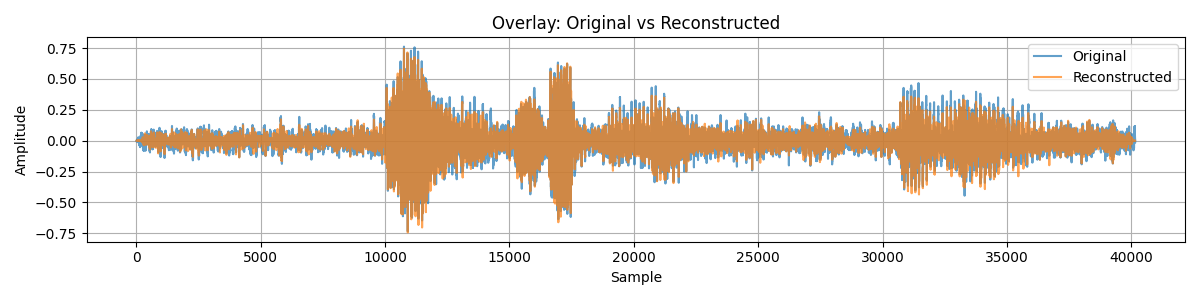 Overlay: Original vs Reconstructed
Original
Reconstructed
Amplitude
0.75
0.50
0.25
0.00
−0.25
−0.50
−0.75
0 5000 10000 15000 20000 25000 30000 35000 40000
Sample